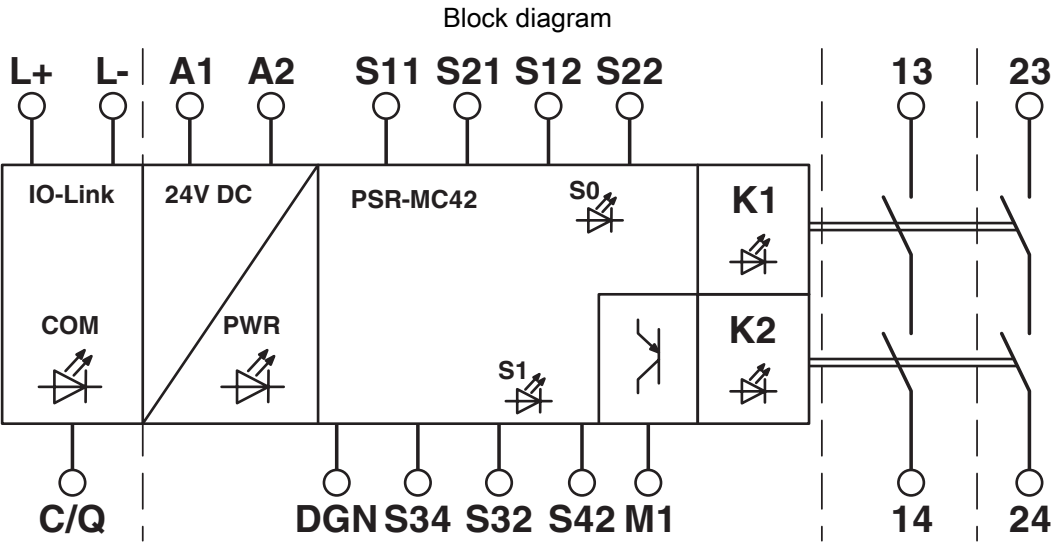 Block diagram
L+ L- A1 A2 S11 S21 S12 S22 13 23
IO-Link 24V DC PSR-MC42 S0 K1
COM PWR K2
S1
C/Q DGN S34 S32 S42 M1 14 24